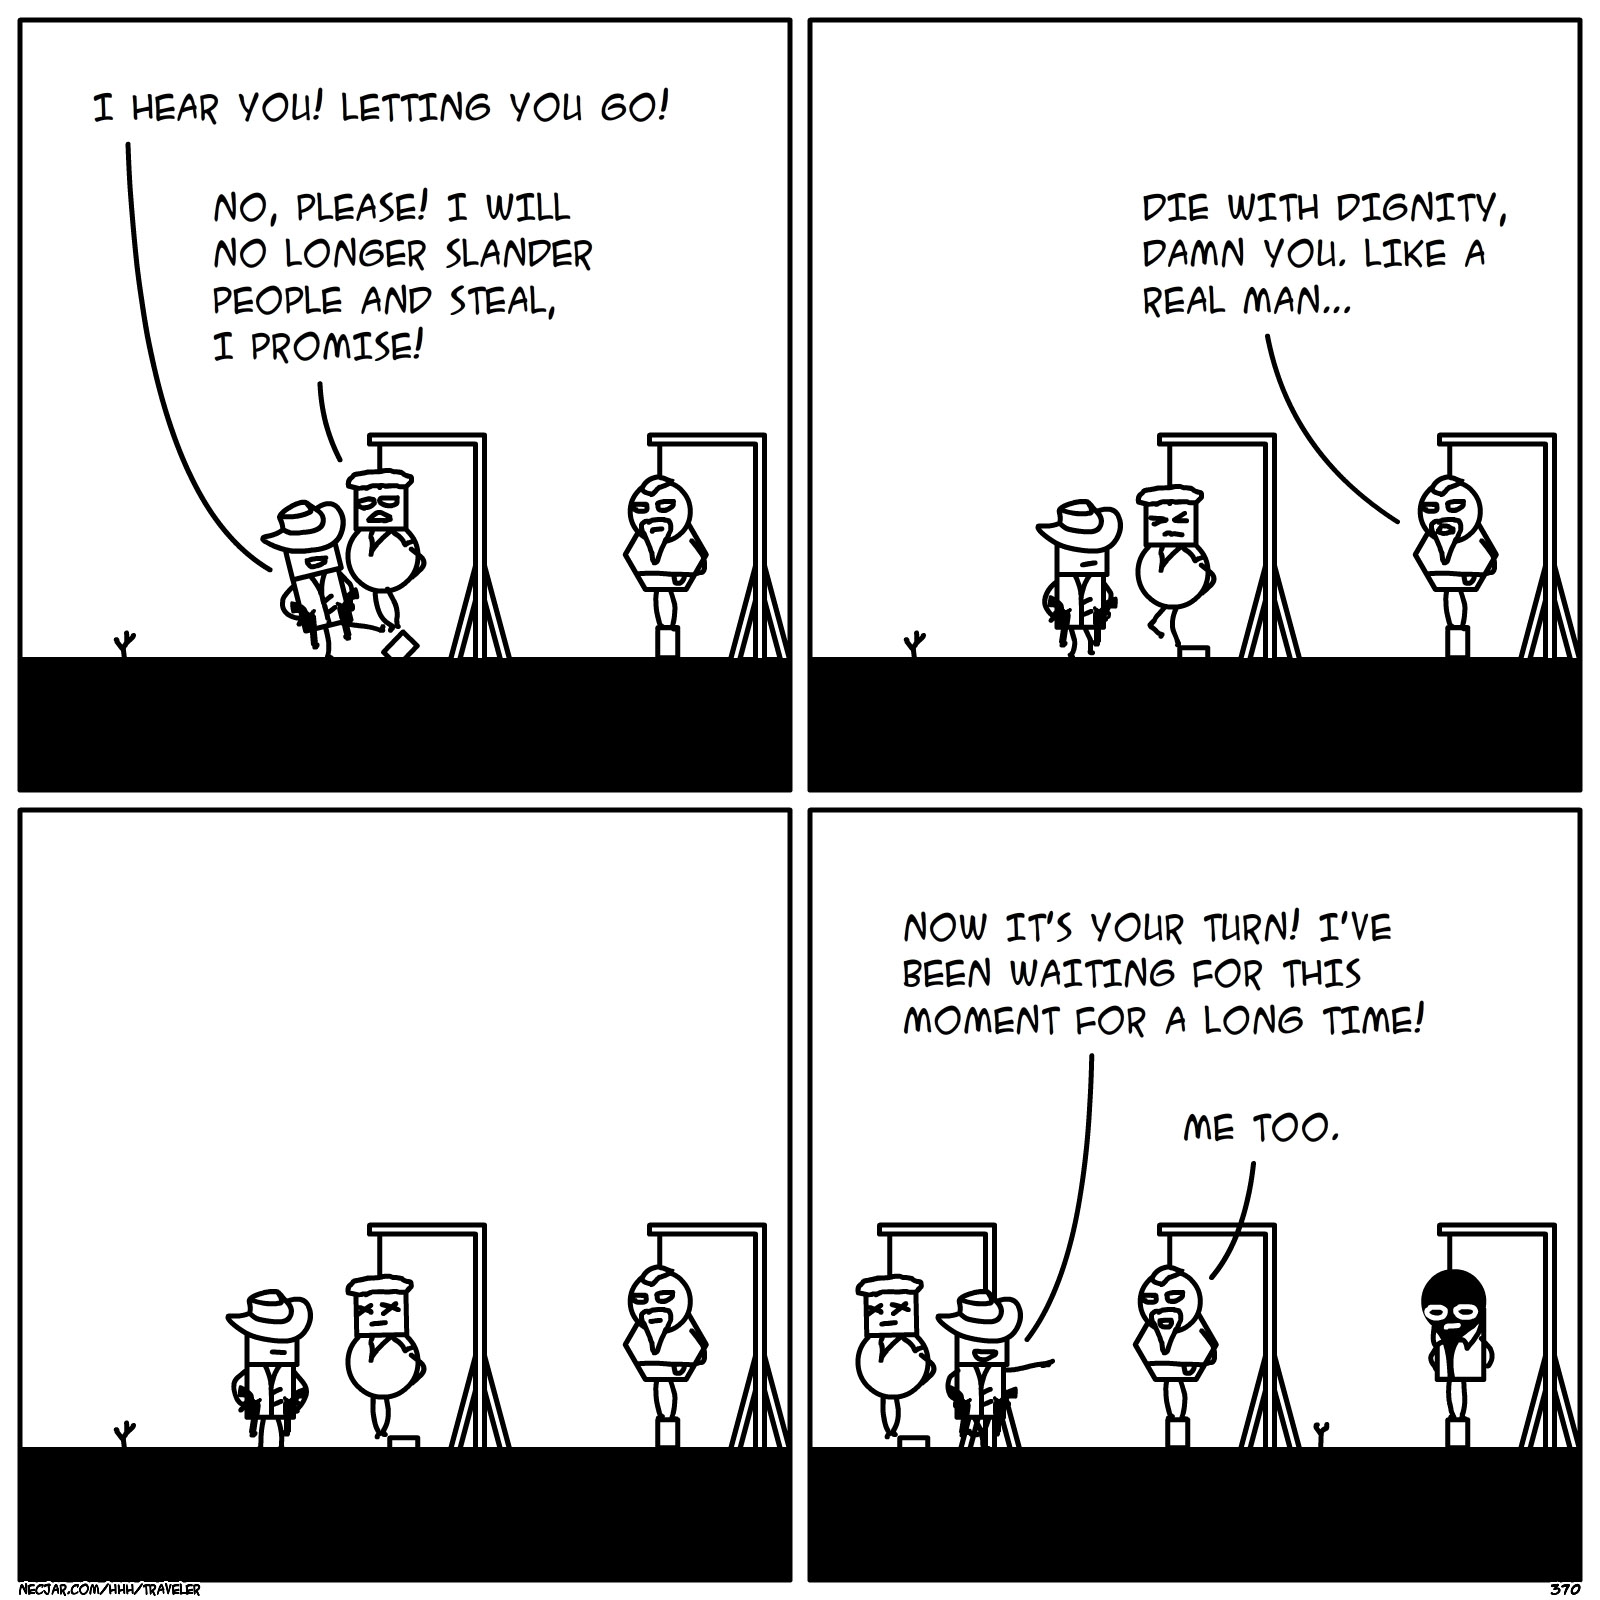 I HEAR YOU! LETTING YOU GO!
NO, PLEASE! I WILL
NO LONGER SLANDER
PEOPLE AND STEAL,
I PROMISE!
DIE WITH DIGNITY,
DAMN YOU. LIKE A
REAL MAN...
NOW IT'S YOUR TURN! I'VE
BEEN WAITING FOR THIS
MOMENT FOR A LONG TIME!
ME TOO.
NECJAR.COM/HHH/TRAVELER
370